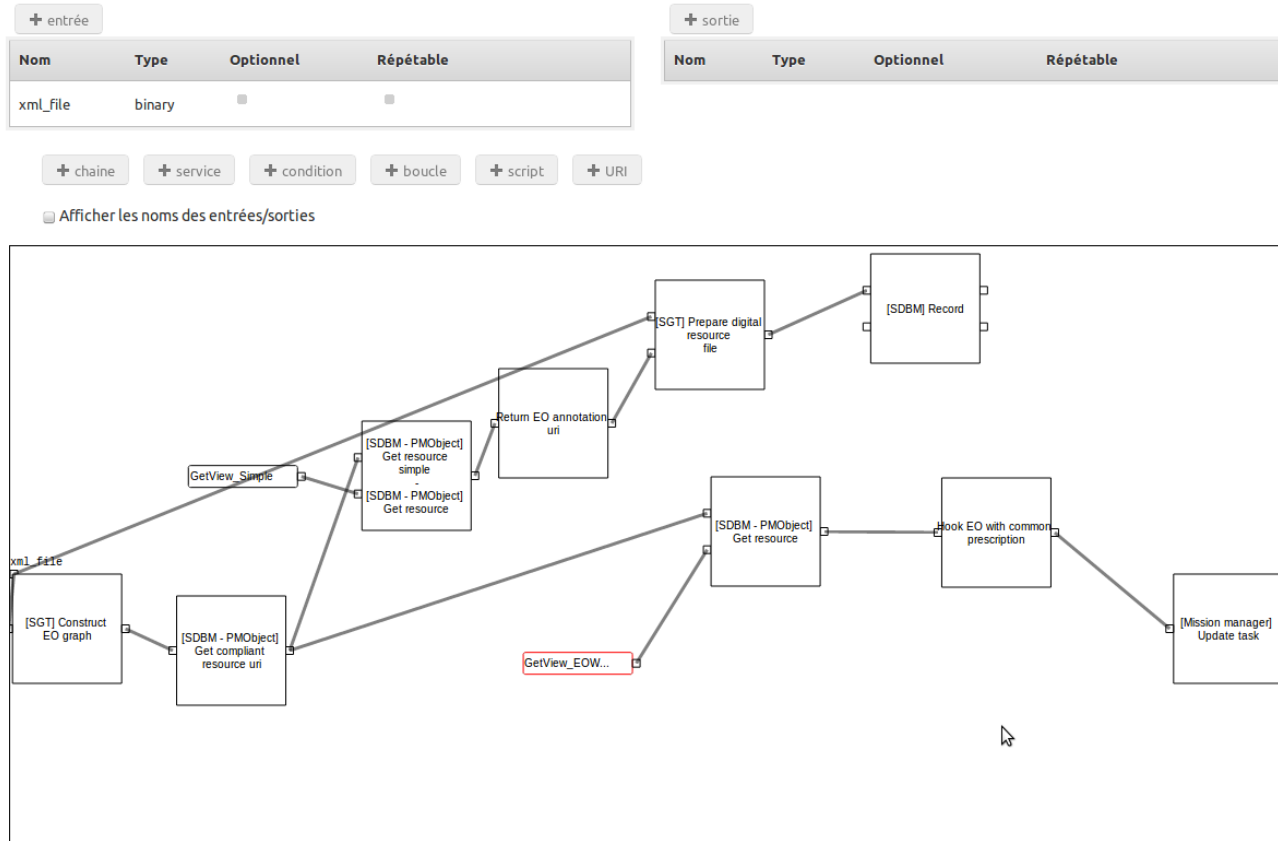 + entrée
+ sortie
Nom Type Optionnel Répétable
Nom Type Optionnel Répétable
xml_file binary
+ chaine + service + condition + boucle + script + URI
Afficher les noms des entrées/sorties
[SDBM] Record
[SGT] Prepare digital
resource
file
Return EO annotation
uri
[SDBM - PMObject]
Get resource
simple
-
[SDBM - PMObject]
Get resource
GetView_Simple
[SDBM - PMObject]
Get resource
Hook EO with common
prescription
xml_file
[SGT] Construct
EO graph
[SDBM - PMObject]
Get compliant
resource uri
GetView_EOW...
[Mission manager]
Update task